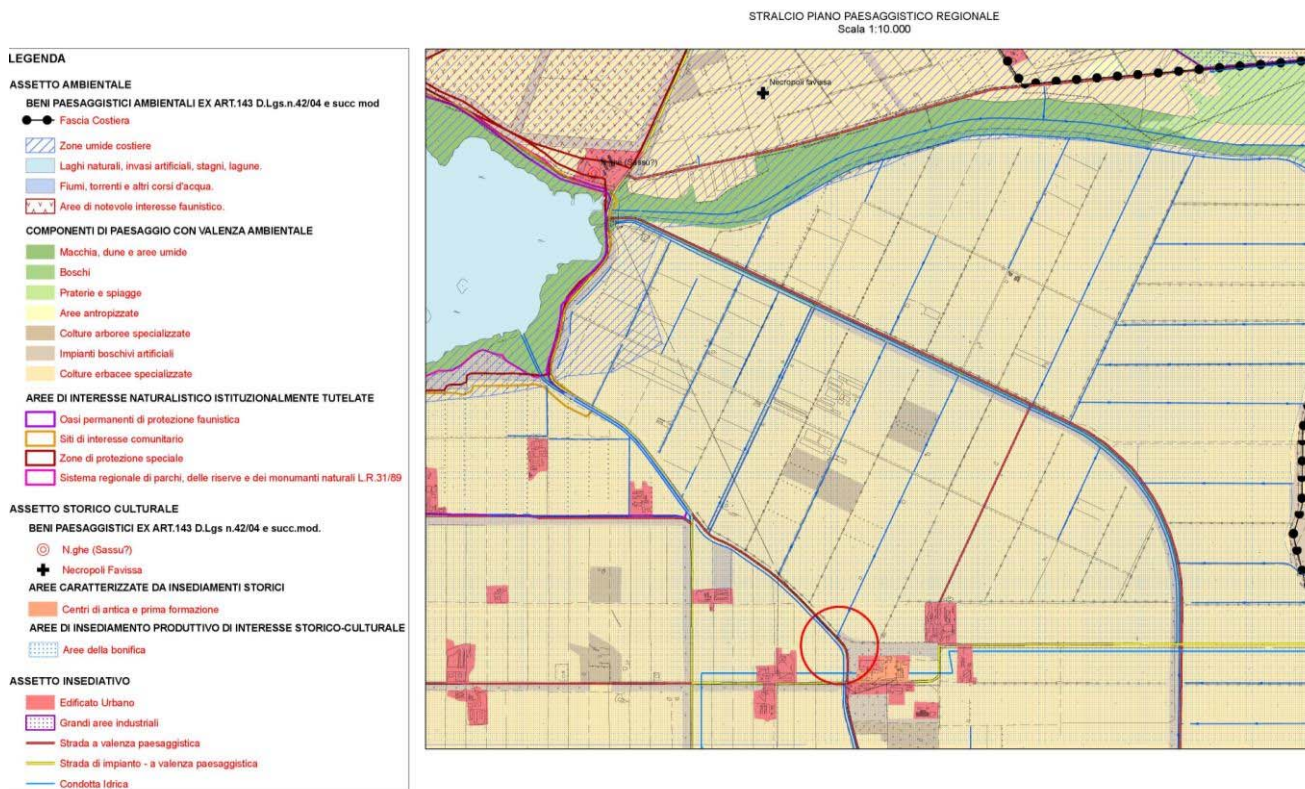 STRALCIO PIANO PAESAGGISTICO REGIONALE
Scala 1:10.000
LEGENDA
ASSETTO AMBIENTALE
BENI PAESAGGISTICI AMBIENTALI EX ART.143 D.Lgs.n.42/04 e succ mod
Fascia Costiera
Zone umide costiere
Laghi naturali, invasi artificiali, stagni, lagune.
Fiumi, torrenti e altri corsi d'acqua.
Aree di notevole interesse faunistico.
COMPONENTI DI PAESAGGIO CON VALENZA AMBIENTALE
Macchia, dune e aree umide
Boschi
Praterie e spiagge
Aree antropizzate
Colture arboree specializzate
Impianti boschivi artificiali
Colture erbacee specializzate
AREE DI INTERESSE NATURALISTICO ISTITUZIONALMENTE TUTELATE
Oasi permanenti di protezione faunistica
Siti di interesse comunitario
Zone di protezione speciale
Sistema regionale di parchi, delle riserve e dei monumanti naturali L.R.31/89
ASSETTO STORICO CULTURALE
BENI PAESAGGISTICI EX ART.143 D.Lgs n.42/04 e succ.mod.
N.ghe (Sassu?)
Necropoli Favissa
AREE CARATTERIZZATE DA INSEDIAMENTI STORICI
Centri di antica e prima formazione
AREE DI INSEDIAMENTO PRODUTTIVO DI INTERESSE STORICO-CULTURALE
Aree della bonifica
ASSETTO INSEDIATIVO
Edificato Urbano
Grandi aree industriali
Strada a valenza paesaggistica
Strada di impianto - a valenza paesaggistica
Condotta Idrica
Necropoli favissa
N.ghe (Sassu?)